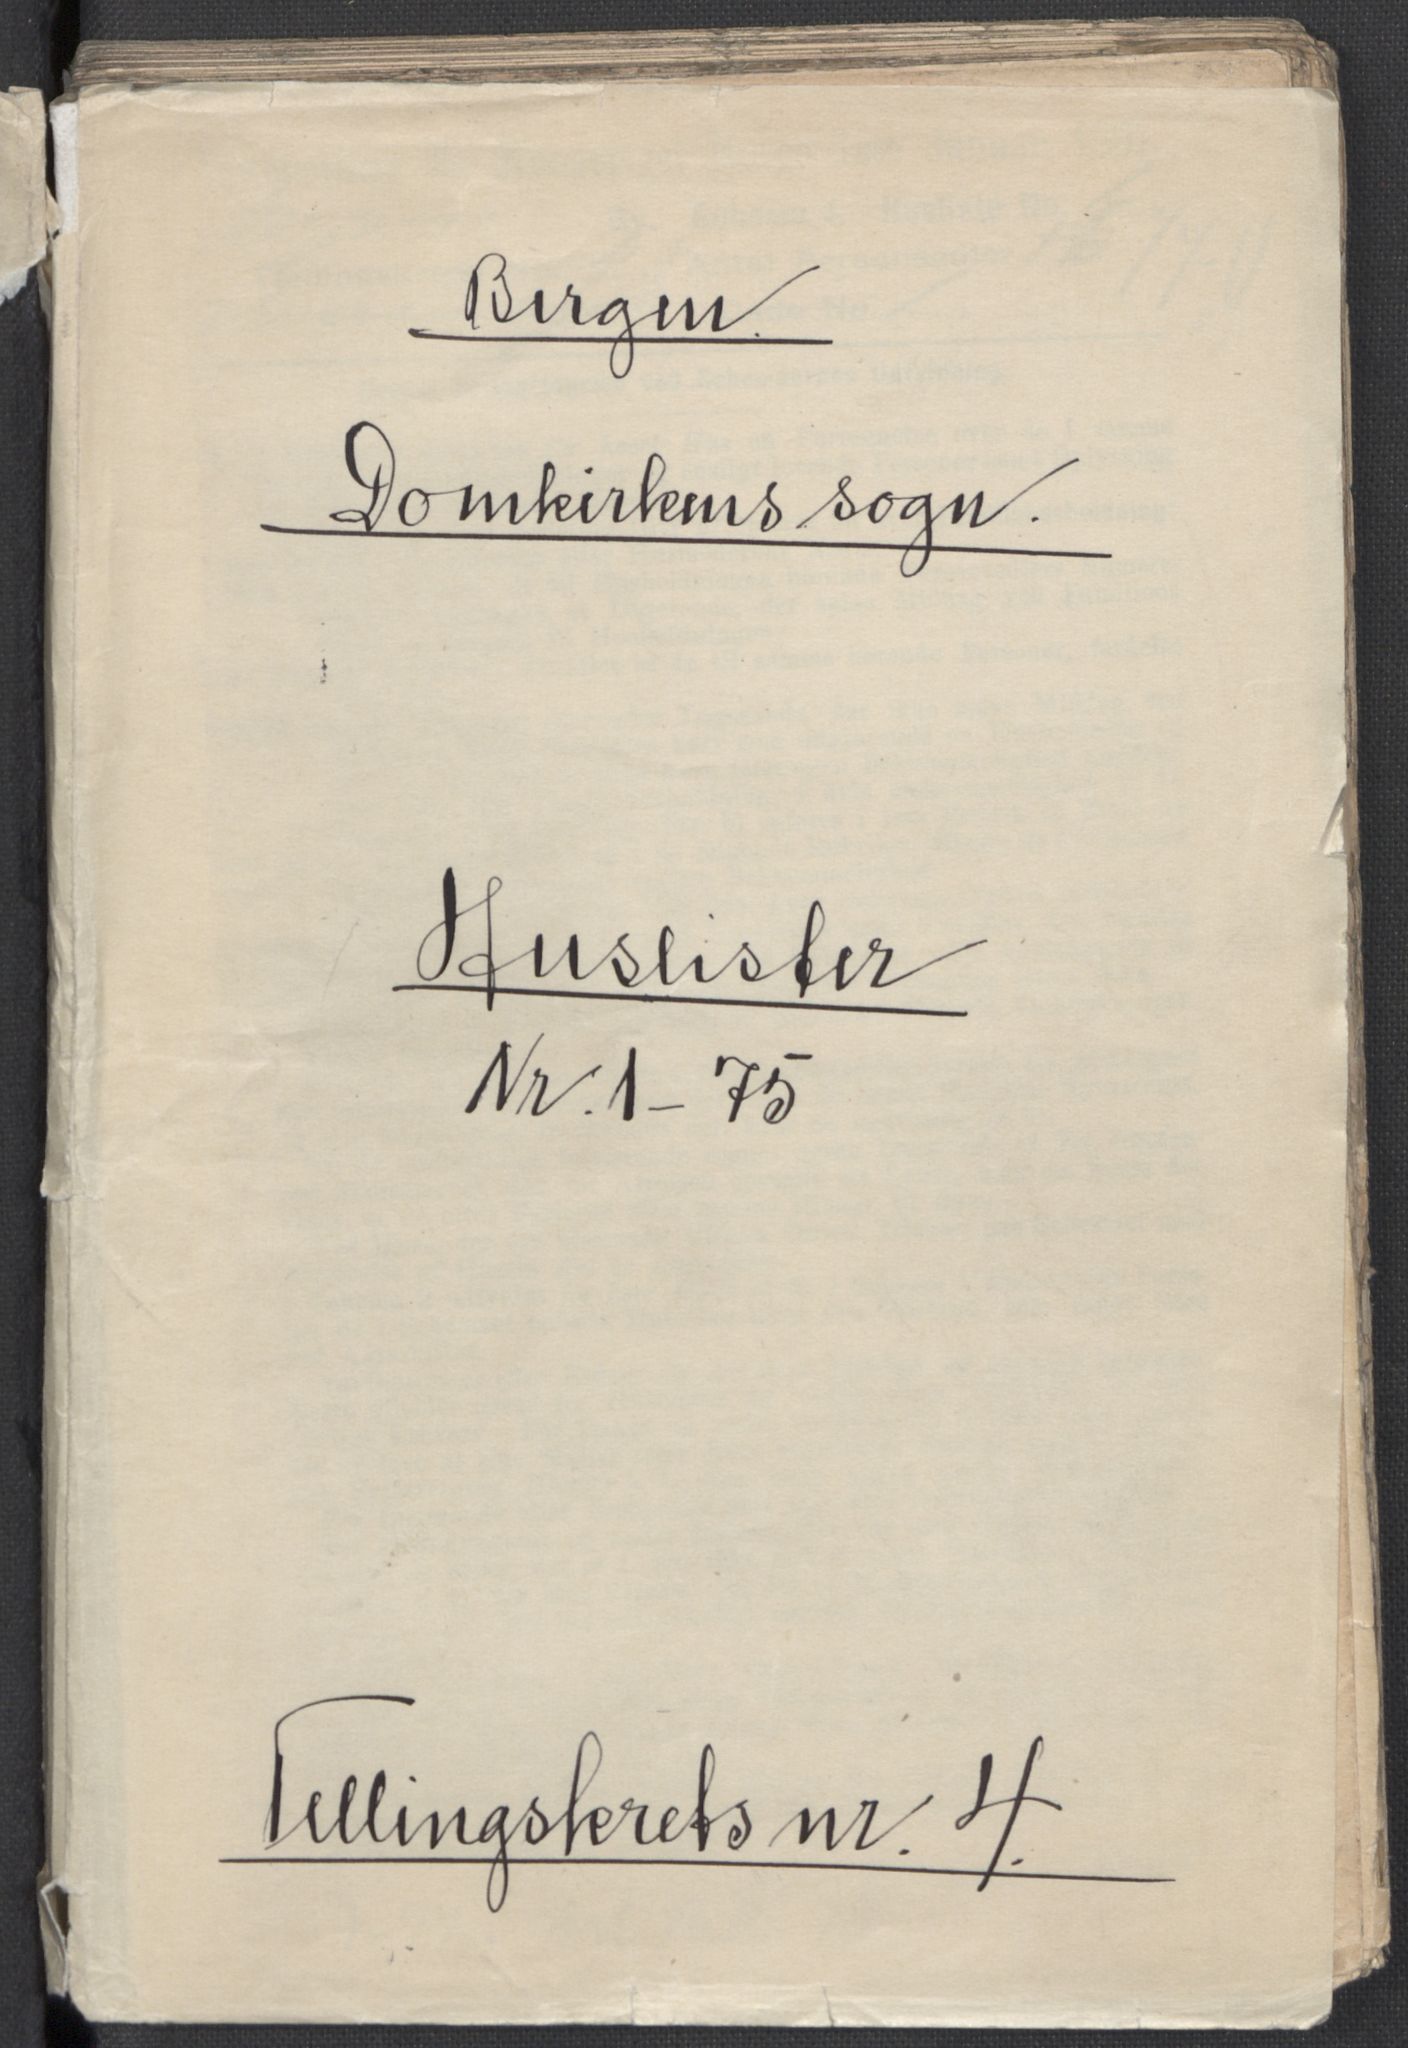 Bergen.
Domkirkens sogn.
Huslister
Nr. 1 - 75
Tellingskrets nr. 4.